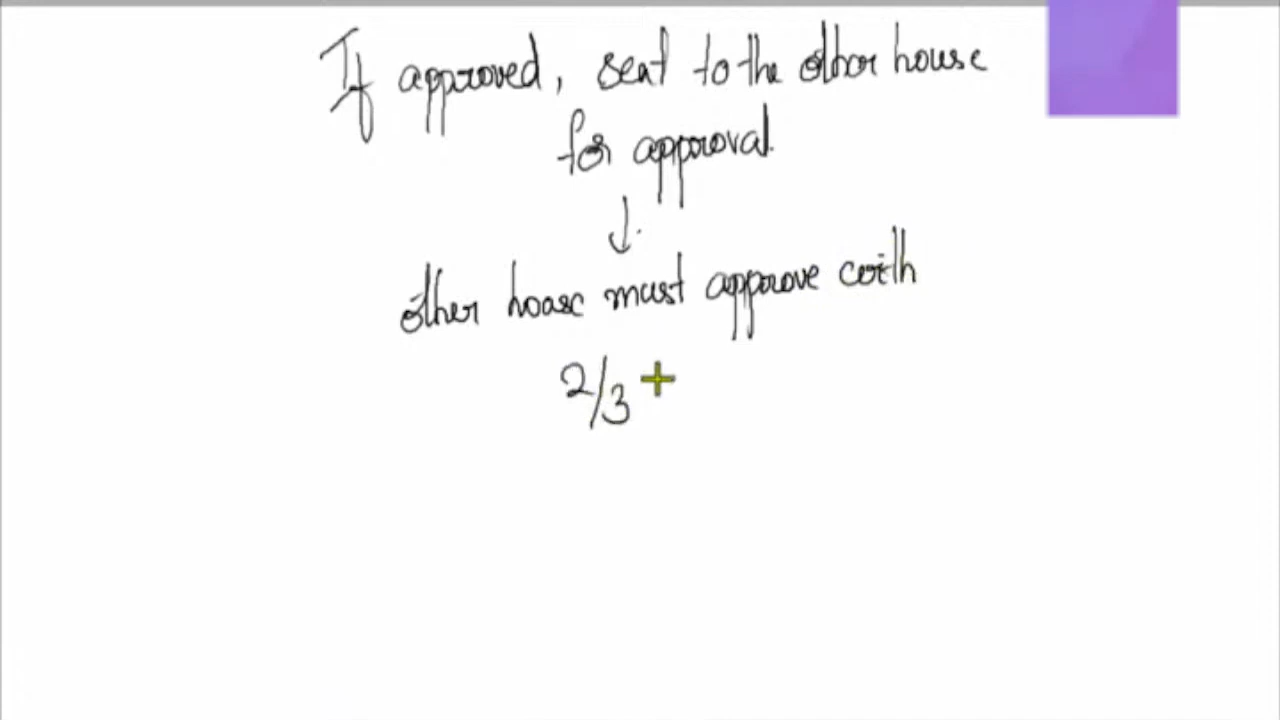 If approved, sent to the other house
for approval.
other house must approve with
2/3